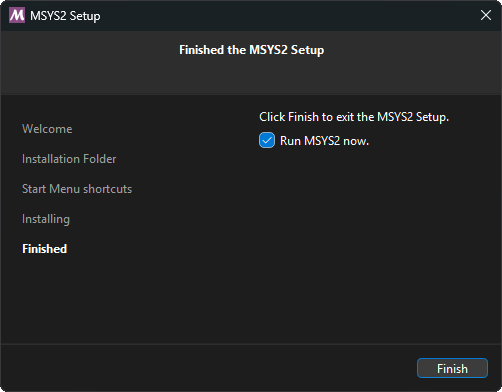 MSYS2 Setup
Finished the MSYS2 Setup
Welcome
Installation Folder
Start Menu shortcuts
Installing
Finished
Click Finish to exit the MSYS2 Setup.
Run MSYS2 now.
Finish